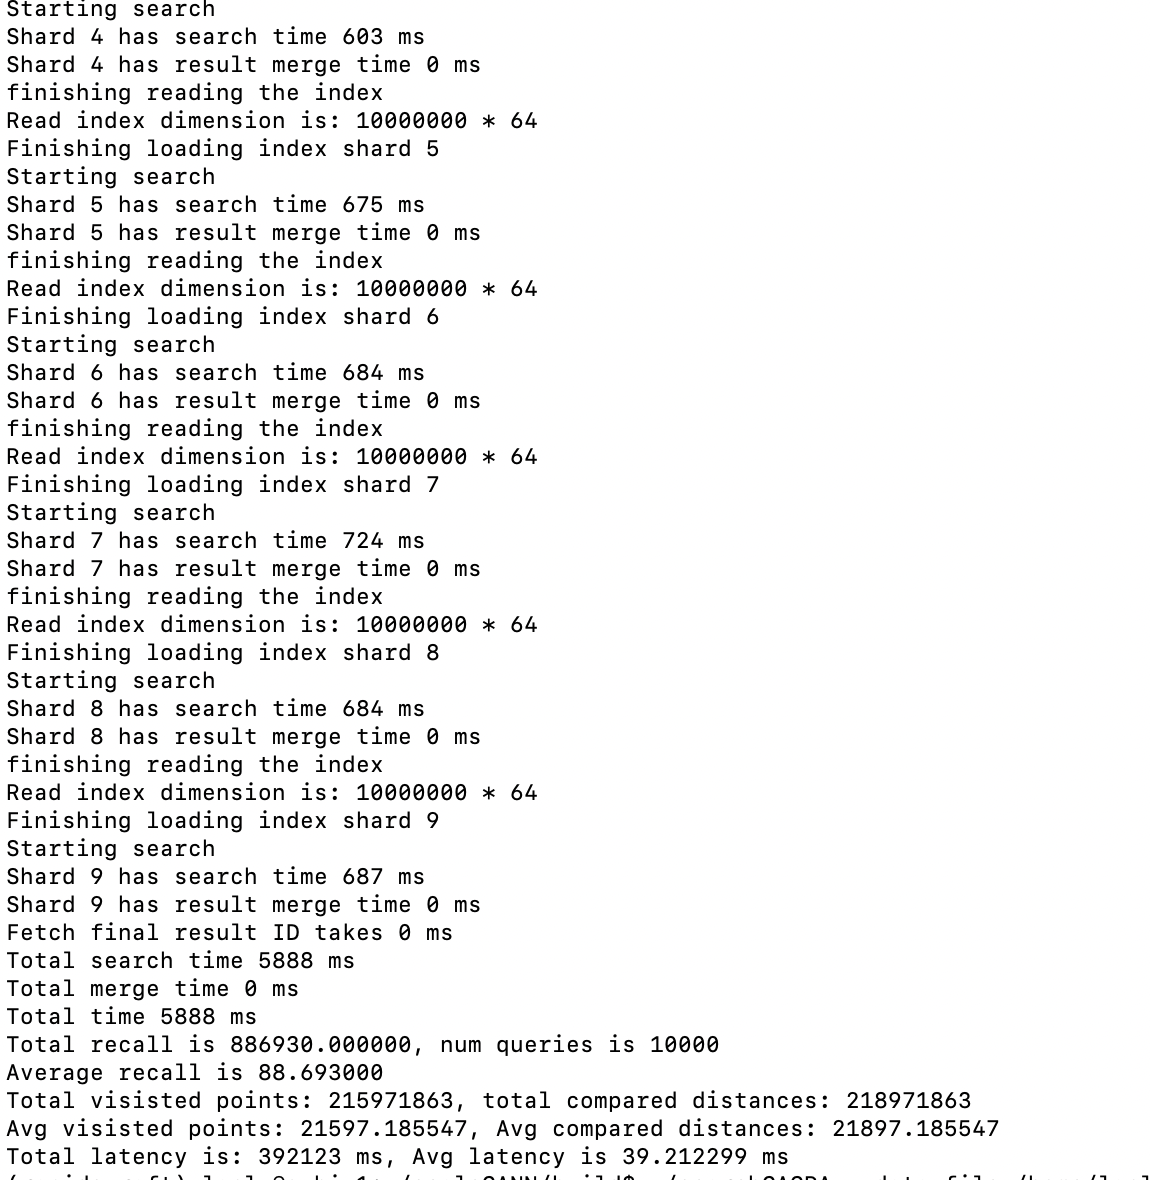 Starting search
Shard 4 has search time 603 ms
Shard 4 has result merge time 0 ms
finishing reading the index
Read index dimension is: 10000000 * 64
Finishing loading index shard 5
Starting search
Shard 5 has search time 675 ms
Shard 5 has result merge time 0 ms
finishing reading the index
Read index dimension is: 10000000 * 64
Finishing loading index shard 6
Starting search
Shard 6 has search time 684 ms
Shard 6 has result merge time 0 ms
finishing reading the index
Read index dimension is: 10000000 * 64
Finishing loading index shard 7
Starting search
Shard 7 has search time 724 ms
Shard 7 has result merge time 0 ms
finishing reading the index
Read index dimension is: 10000000 * 64
Finishing loading index shard 8
Starting search
Shard 8 has search time 684 ms
Shard 8 has result merge time 0 ms
finishing reading the index
Read index dimension is: 10000000 * 64
Finishing loading index shard 9
Starting search
Shard 9 has search time 687 ms
Shard 9 has result merge time 0 ms
Fetch final result ID takes 0 ms
Total search time 5888 ms
Total merge time 0 ms
Total time 5888 ms
Total recall is 886930.000000, num queries is 10000
Average recall is 88.693000
Total visisted points: 215971863, total compared distances: 218971863
Avg visisted points: 21597.185547, Avg compared distances: 21897.185547
Total latency is: 392123 ms, Avg latency is 39.212299 ms